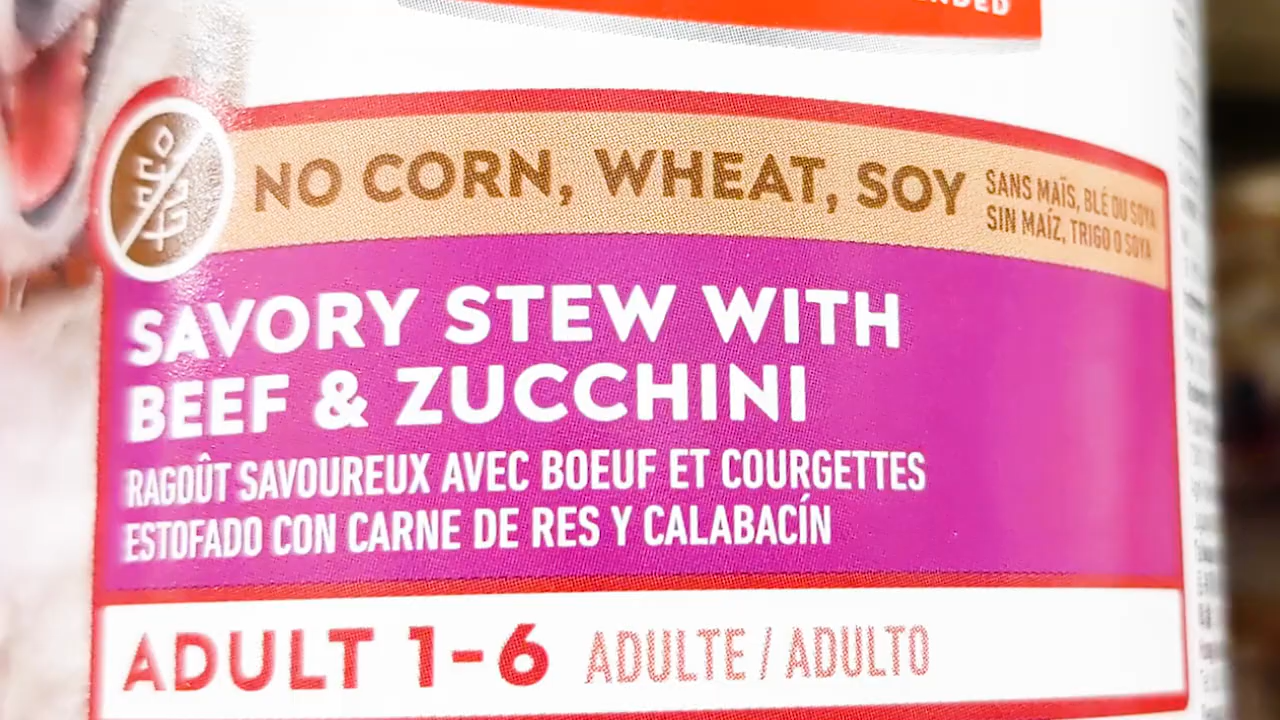 NO CORN, WHEAT, SOY
SANS MAÏS, BLÉ OU SOYA
SIN MAÍZ, TRIGO O SOYA
SAVORY STEW WITH
BEEF & ZUCCHINI
RAGOÛT SAVOUREUX AVEC BOEUF ET COURGETTES
ESTOFADO CON CARNE DE RES Y CALABACÍN
ADULT 1-6 ADULTE / ADULTO